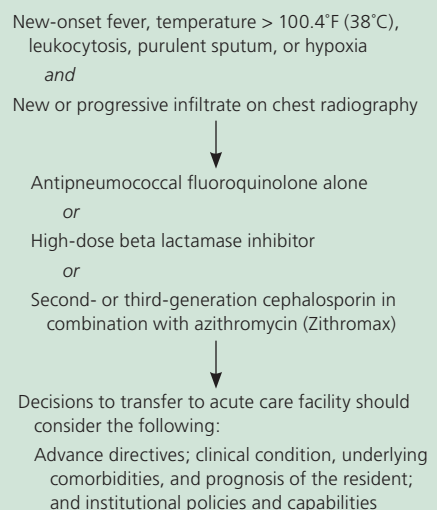 New-onset fever, temperature > 100.4°F (38°C),
leukocytosis, purulent sputum, or hypoxia
and
New or progressive infiltrate on chest radiography
Antipneumococcal fluoroquinolone alone
or
High-dose beta lactamase inhibitor
or
Second- or third-generation cephalosporin in
combination with azithromycin (Zithromax)
Decisions to transfer to acute care facility should
consider the following:
Advance directives; clinical condition, underlying
comorbidities, and prognosis of the resident;
and institutional policies and capabilities